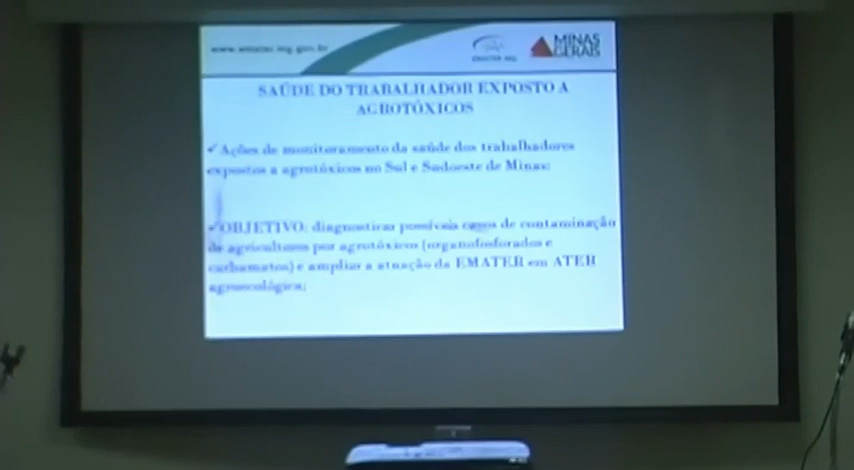 www.emater.mg.gov.br
EMATER MG
MINAS
GERAIS
SAÚDE DO TRABALHADOR EXPOSTO A
AGROTÓXICOS
✓Ações de monitoramento da saúde dos trabalhadores
expostos a agrotóxicos no Sul e Sudoeste de Minas;
✓OBJETIVO: diagnosticar possíveis casos de contaminação
de agricultores por agrotóxicos (organofosforados e
carbamatos) e ampliar a atuação da EMATER em ATER
agroecológica;